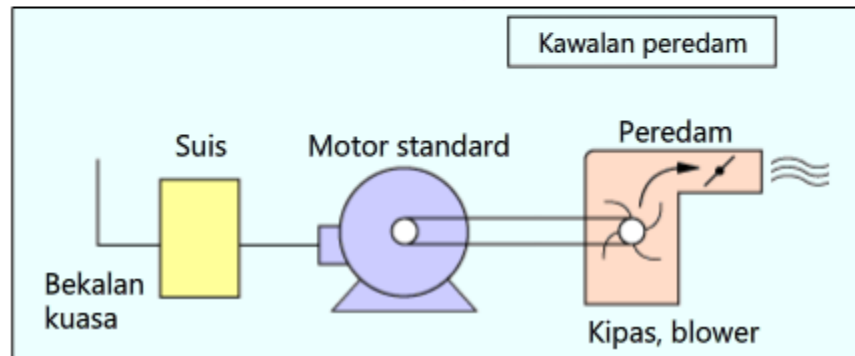 Kawalan peredam
Suis
Motor standard
Peredam
Bekalan
kuasa
Kipas, blower